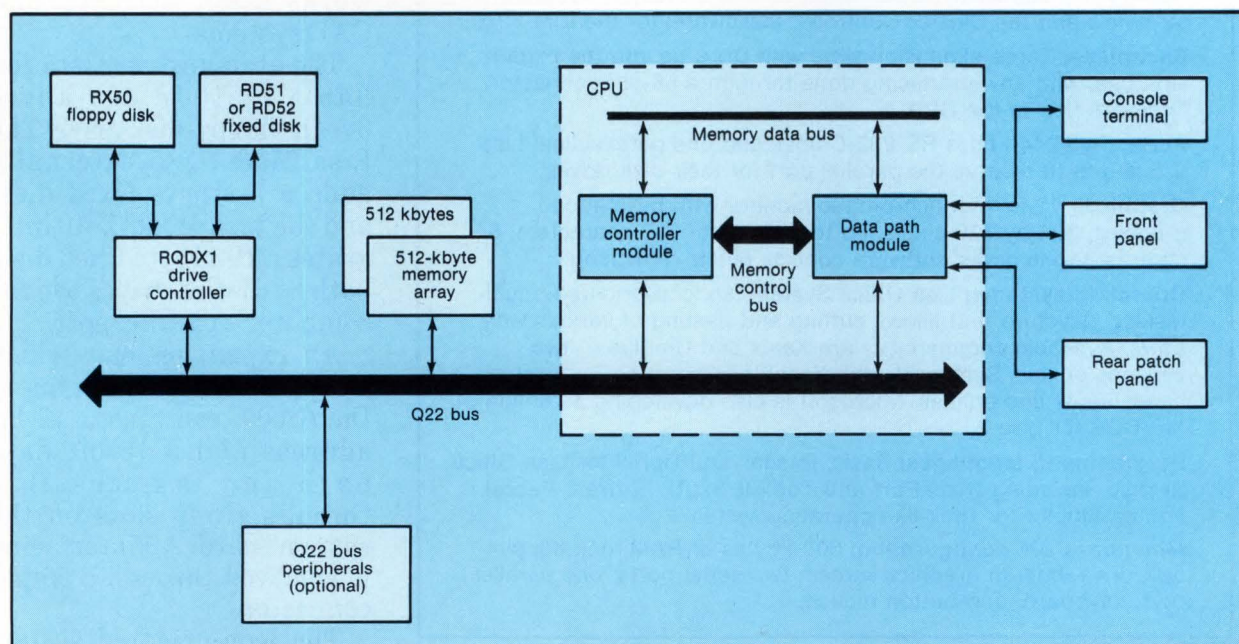 RX50
floppy disk
RD51
or RD52
fixed disk
RQDX1
drive
controller
512 kbytes
512-kbyte
memory
array
Q22 bus
Q22 bus
peripherals
(optional)
CPU
Memory data bus
Memory
controller
module
Memory
control
bus
Data path
module
Console
terminal
Front
panel
Rear patch
panel